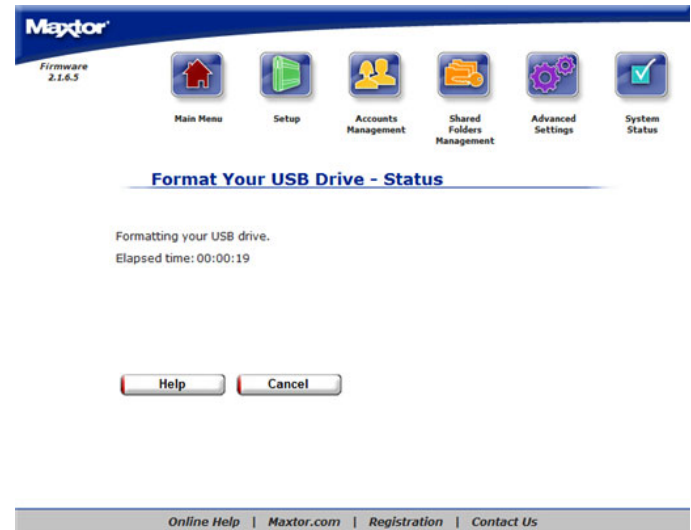 Maxtor
Firmware
2.1.6.5
Main Menu
Setup
Accounts
Management
Shared
Folders
Management
Advanced
Settings
System
Status
Format Your USB Drive - Status
Formatting your USB drive.
Elapsed time: 00:00:19
Help
Cancel
Online Help | Maxtor.com | Registration | Contact Us